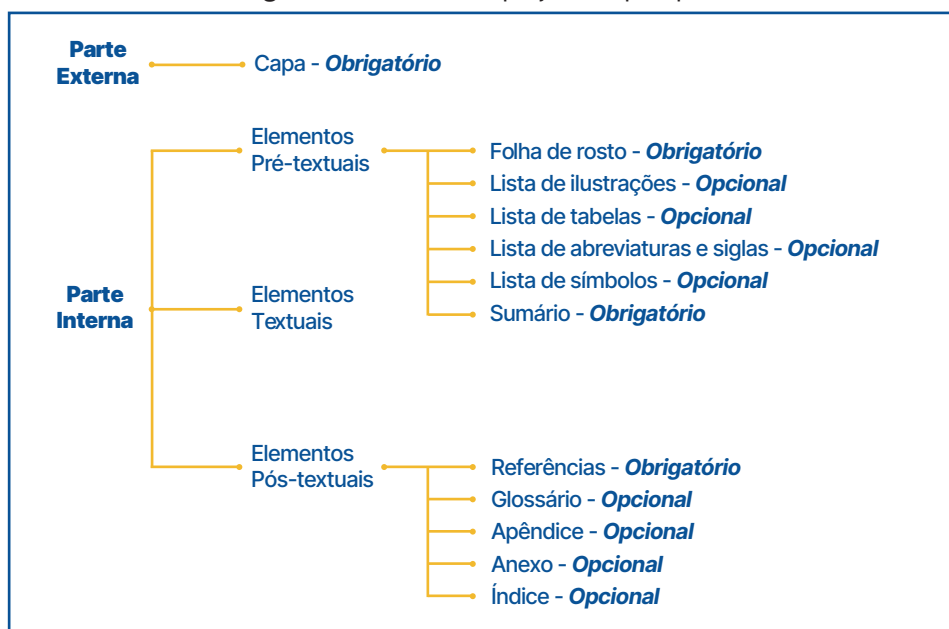 Parte
Externa
Capa - Obrigatório
Elementos
Pré-textuais
Folha de rosto - Obrigatório
Lista de ilustrações - Opcional
Lista de tabelas - Opcional
Lista de abreviaturas e siglas - Opcional
Lista de símbolos - Opcional
Sumário - Obrigatório
Parte
Interna
Elementos
Textuais
Elementos
Pós-textuais
Referências - Obrigatório
Glossário - Opcional
Apêndice - Opcional
Anexo - Opcional
Índice - Opcional